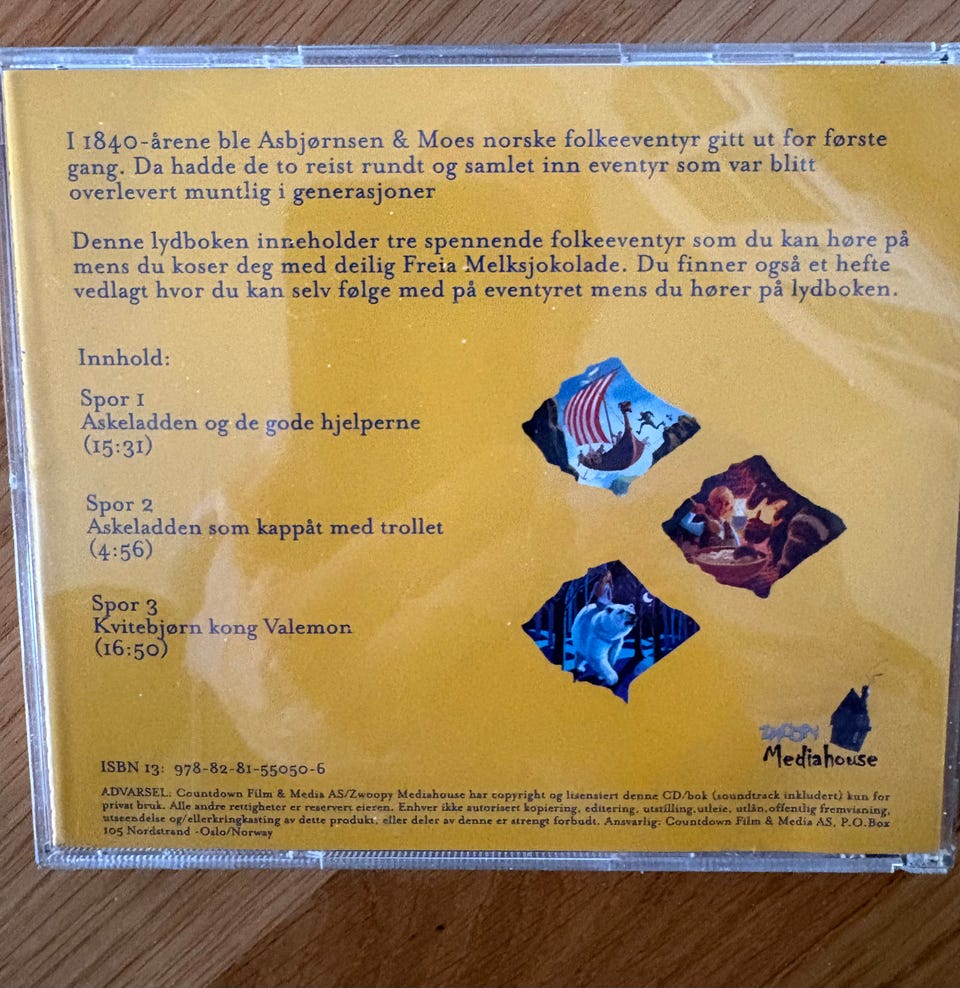 I 1840-årene ble Asbjørnsen & Moes norske folkeeventyr gitt ut for første
gang. Da hadde de to reist rundt og samlet inn eventyr som var blitt
overlevert muntlig i generasjoner
Denne lydboken inneholder tre spennende folkeeventyr som du kan høre på
mens du koser deg med deilig Freia Melksjokolade. Du finner også et hefte
vedlagt hvor du kan selv følge med på eventyret mens du hører på lydboken.
Innhold:
Spor 1
Askeladden og de gode hjelperne
(15:31)
Spor 2
Askeladden som kappåt med trollet
(4:56)
Spor 3
Kvitebjørn kong Valemon
(16:50)
Mediahouse
ISBN 13: 978-82-81-55050-6
ADVARSEL: Countdown Film & Media AS/Zwoopy Mediahouse har copyright og lisensiert denne CD/bok (soundtrack inkludert) kun for
privat bruk. Alle andre rettigheter er reservert eieren. Enhver ikke autorisert kopiering, editering, utstilling,utleie, utlån,offentlig fremvisning,
utseendelse og/ellerkringkasting av dette produkt, eller deler av denne er strengt forbudt. Ansvarlig: Countdown Film & Media AS, P.O.Box
105 Nordstrand -Oslo/Norway